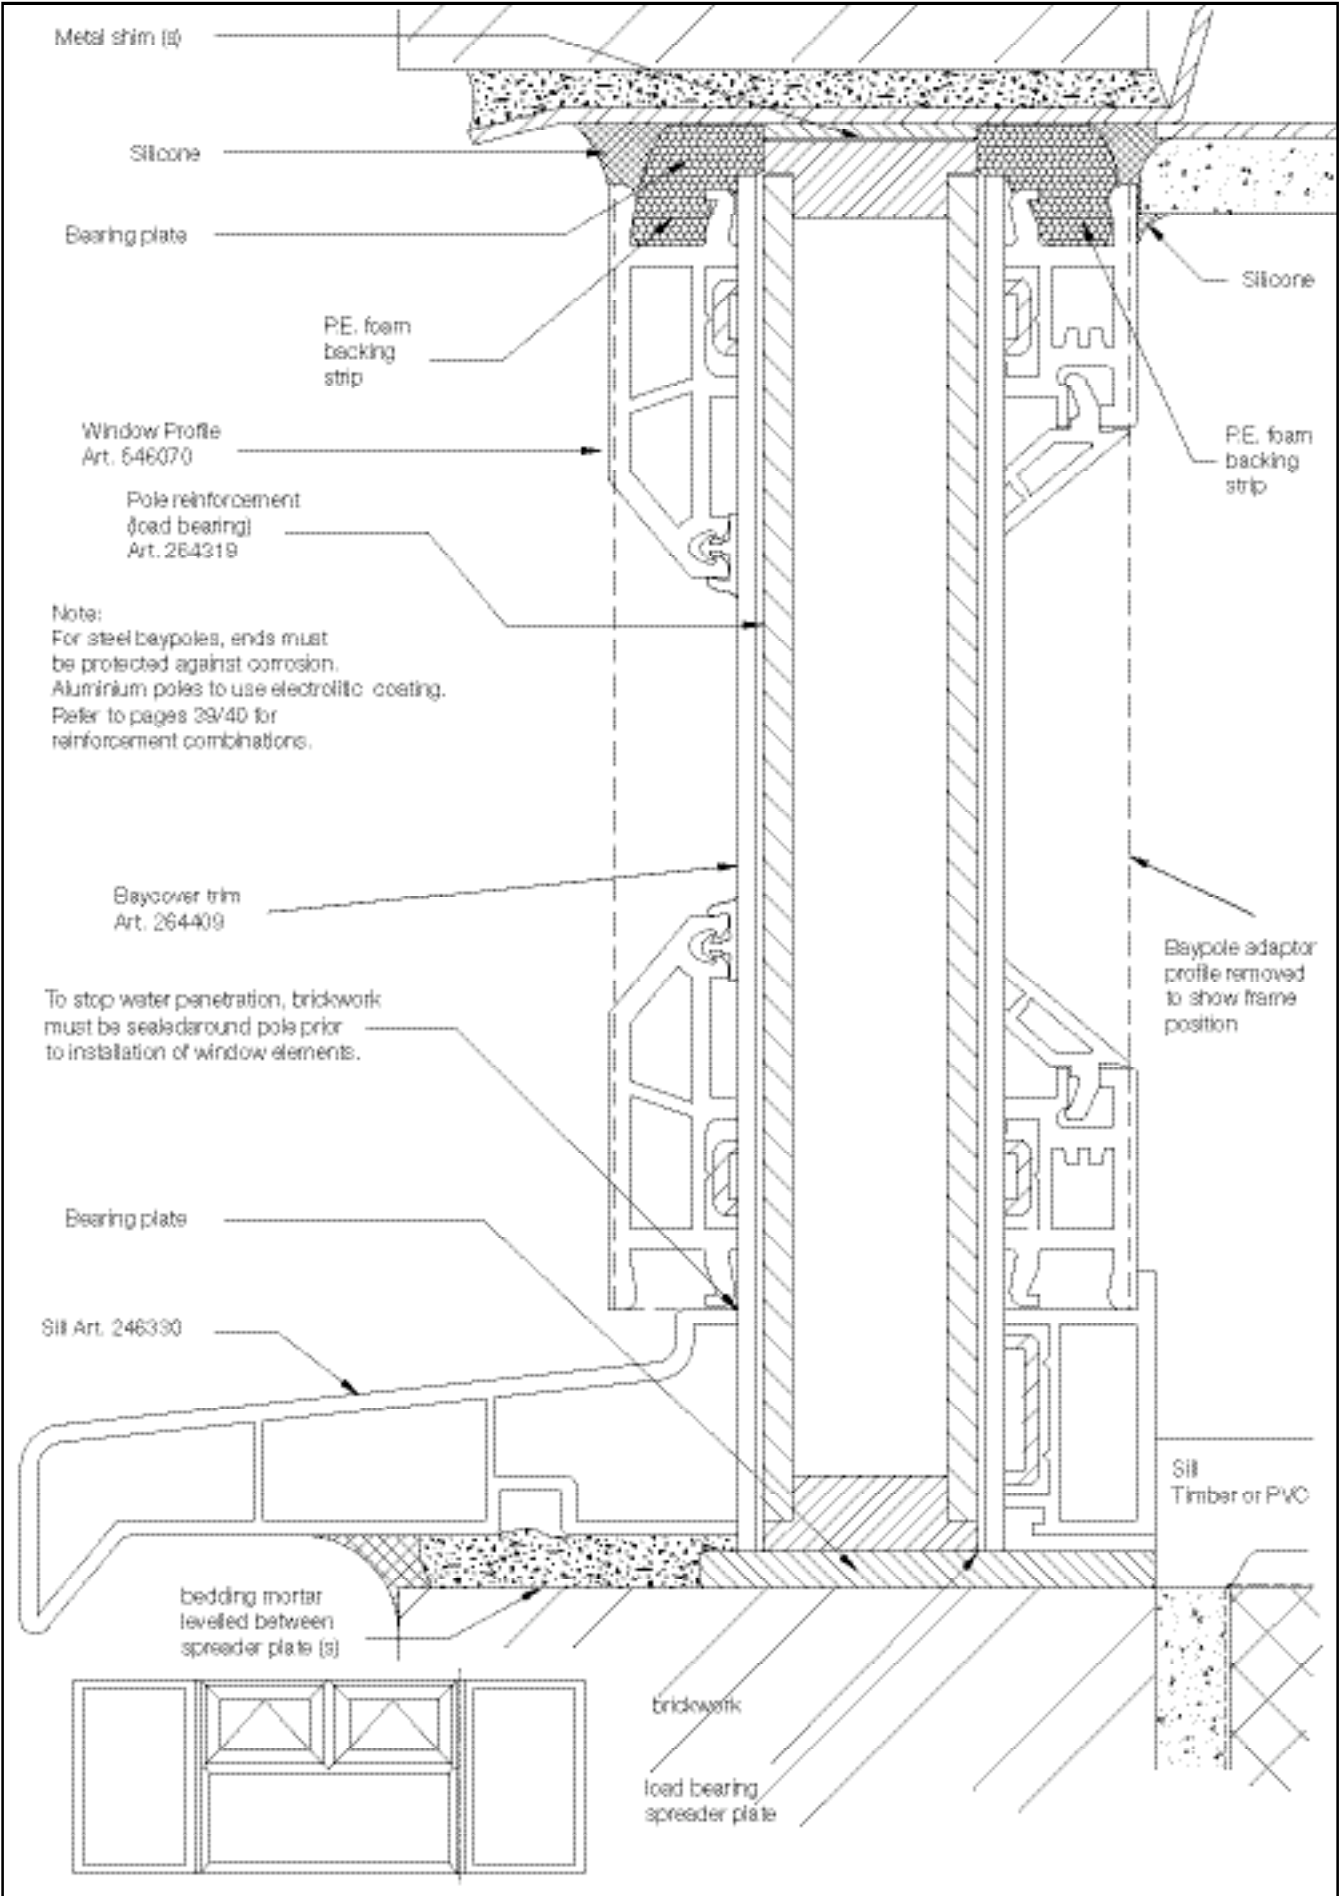 Metal shim (s)
Silicone
Bearing plate
Silicone
P.E. foam
backing
strip
Window Profile
Art. 546070
P.E. foam
backing
strip
Pole reinforcement
(load bearing)
Art. 264319
Note:
For steel baypoles, ends must
be protected against corrosion.
Aluminium poles to use electrolitic coating.
Refer to pages 39/40 for
reinforcement combinations.
Baycover trim
Art. 264409
Baypole adaptor
profile removed
to show frame
position
To stop water penetration, brickwork
must be sealedaround pole prior
to installation of window elements.
Bearing plate
Sill Art. 246330
Sill
Timber or PVC
bedding mortar
levelled between
spreader plate (s)
brickwork
load bearing
spreader plate